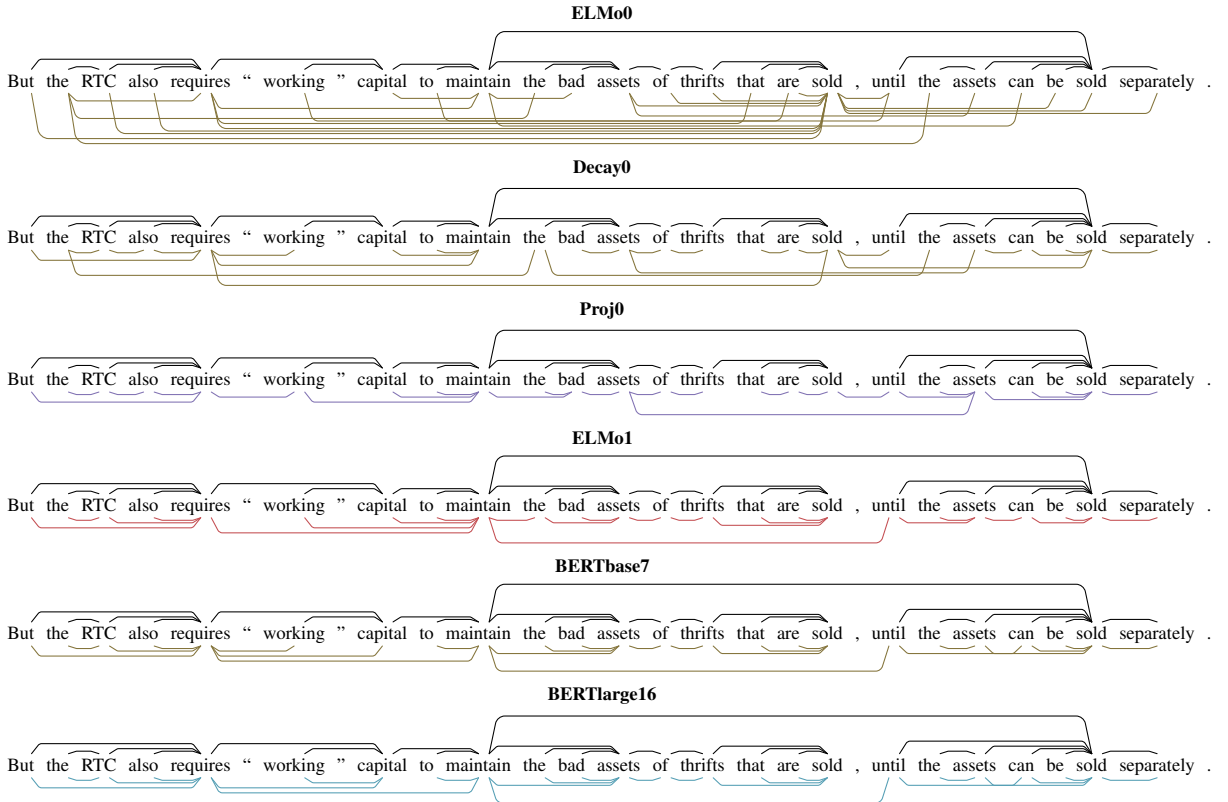 ELMo0
But the RTC also requires “ working ” capital to maintain the bad assets of thrifts that are sold , until the assets can be sold separately .
Decay0
But the RTC also requires “ working ” capital to maintain the bad assets of thrifts that are sold , until the assets can be sold separately .
Proj0
But the RTC also requires “ working ” capital to maintain the bad assets of thrifts that are sold , until the assets can be sold separately .
ELMo1
But the RTC also requires “ working ” capital to maintain the bad assets of thrifts that are sold , until the assets can be sold separately .
BERTbase7
But the RTC also requires “ working ” capital to maintain the bad assets of thrifts that are sold , until the assets can be sold separately .
BERTlarge16
But the RTC also requires “ working ” capital to maintain the bad assets of thrifts that are sold , until the assets can be sold separately .